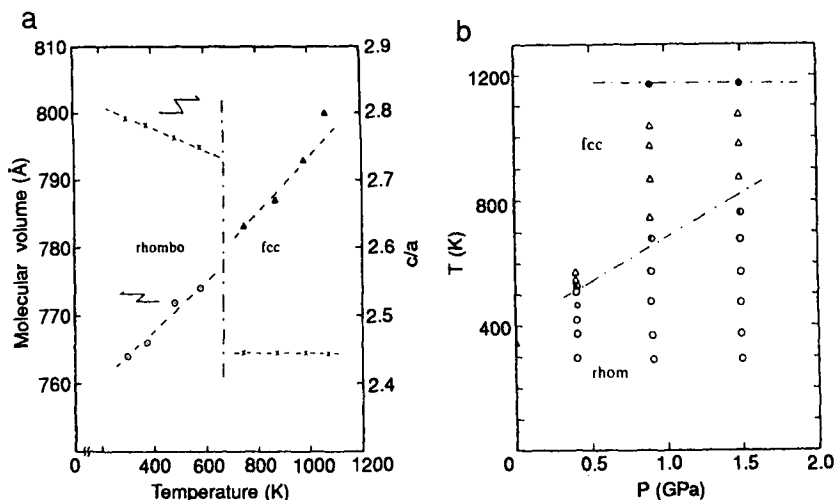 a
810
800
790
780
770
760
Molecular volume (Å)
2.9
2.8
2.7
2.6
2.5
2.4
c/a
rhombo
fcc
0
400
600
800
1000
1200
Temperature (K)
b
1200
800
400
T (K)
fcc
rhom
0
0.5
1.0
1.5
2.0
P (GPa)